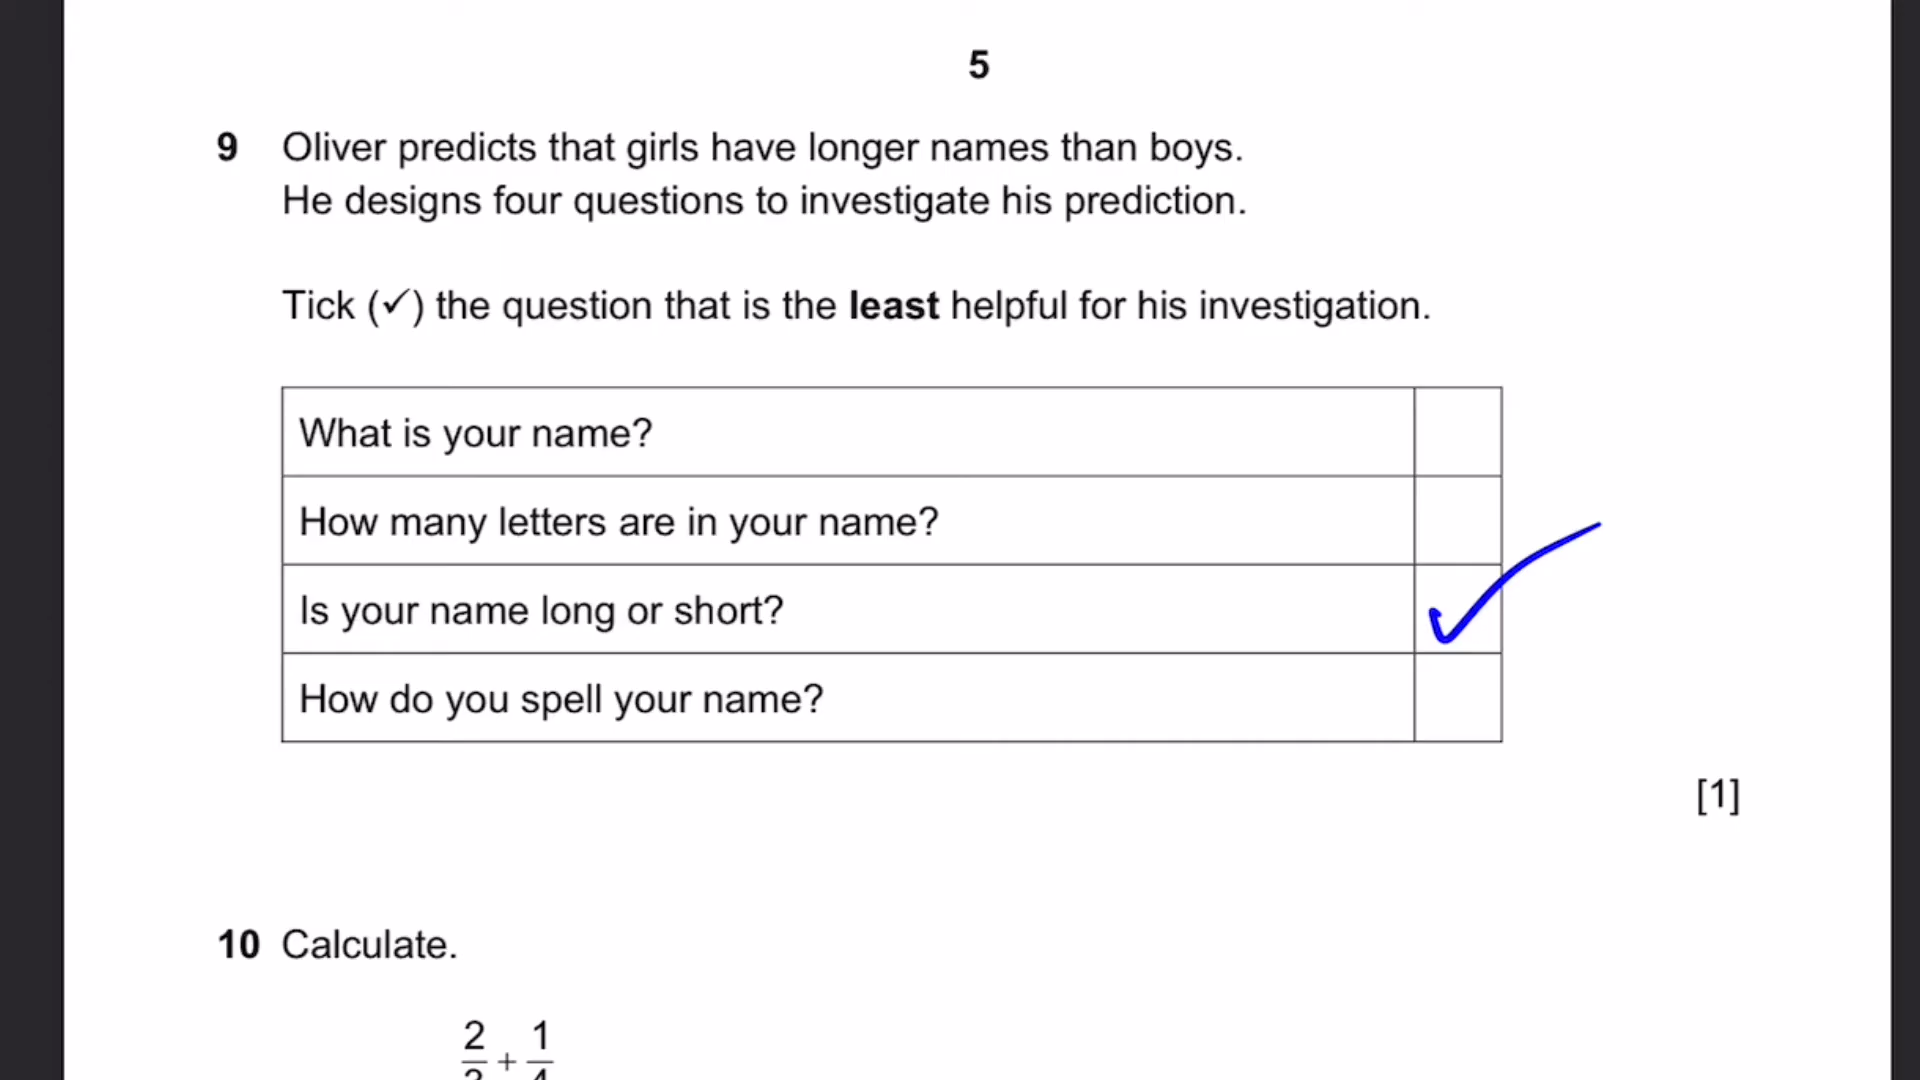 5
9 Oliver predicts that girls have longer names than boys.
He designs four questions to investigate his prediction.
Tick (✓) the question that is the least helpful for his investigation.
What is your name?
How many letters are in your name?
Is your name long or short? ✓
How do you spell your name?
[1]
10 Calculate.
2 1
+